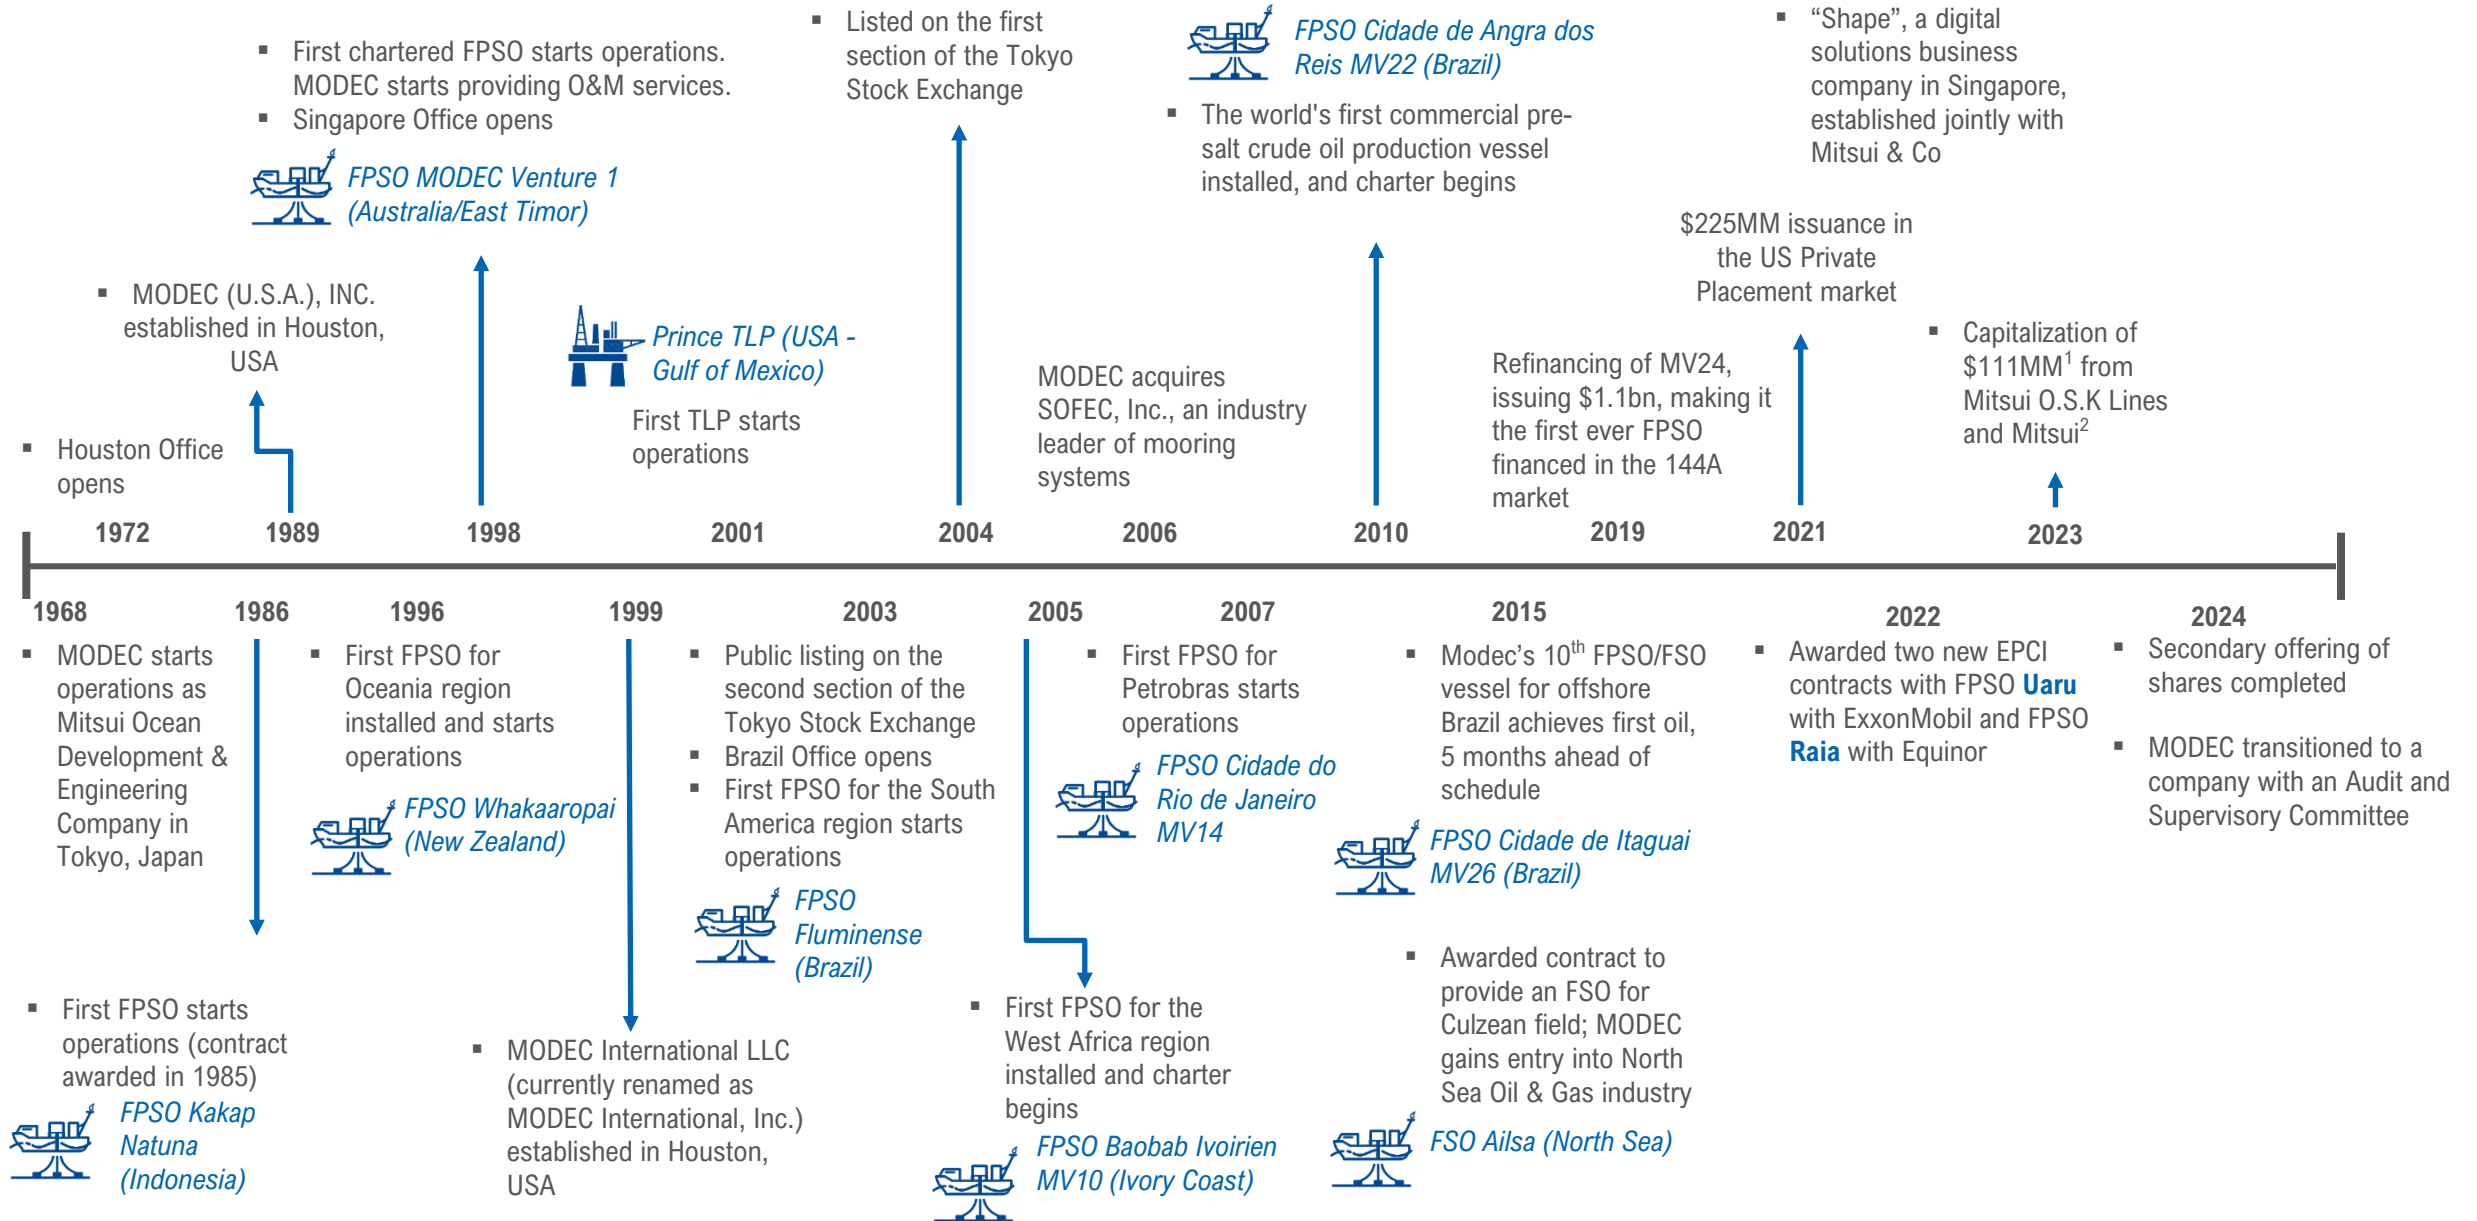 ▪ First chartered FPSO starts operations.
MODEC starts providing O&M services.
▪ Singapore Office opens
FPSO MODEC Venture 1
(Australia/East Timor)
▪ Listed on the first
section of the Tokyo
Stock Exchange
FPSO Cidade de Angra dos
Reis MV22 (Brazil)
▪ The world's first commercial pre-
salt crude oil production vessel
installed, and charter begins
▪ “Shape”, a digital
solutions business
company in Singapore,
established jointly with
Mitsui & Co
$225MM issuance in
the US Private
Placement market
▪ MODEC (U.S.A.), INC.
established in Houston,
USA
▪ Houston Office
opens
Prince TLP (USA -
Gulf of Mexico)
First TLP starts
operations
MODEC acquires
SOFEC, Inc., an industry
leader of mooring
systems
Refinancing of MV24,
issuing $1.1bn, making it
the first ever FPSO
financed in the 144A
market
▪ Capitalization of
$111MM1 from
Mitsui O.S.K Lines
and Mitsui2
1972 1989 1998 2001 2004 2006 2010 2019 2021 2023
1968 1986 1996 1999 2003 2005 2007 2015 2022 2024
▪ MODEC starts
operations as
Mitsui Ocean
Development &
Engineering
Company in
Tokyo, Japan
▪ First FPSO starts
operations (contract
awarded in 1985)
FPSO Kakap
Natuna
(Indonesia)
▪ First FPSO for
Oceania region
installed and starts
operations
FPSO Whakaaropai
(New Zealand)
▪ MODEC International LLC
(currently renamed as
MODEC International, Inc.)
established in Houston,
USA
▪ Public listing on the
second section of the
Tokyo Stock Exchange
▪ Brazil Office opens
▪ First FPSO for the South
America region starts
operations
FPSO
Fluminense
(Brazil)
▪ First FPSO for the
West Africa region
installed and charter
begins
FPSO Baobab Ivoirien
MV10 (Ivory Coast)
▪ First FPSO for
Petrobras starts
operations
FPSO Cidade do
Rio de Janeiro
MV14
▪ Modec’s 10th FPSO/FSO
vessel for offshore
Brazil achieves first oil,
5 months ahead of
schedule
FPSO Cidade de Itaguai
MV26 (Brazil)
▪ Awarded contract to
provide an FSO for
Culzean field; MODEC
gains entry into North
Sea Oil & Gas industry
FSO Ailsa (North Sea)
▪ Awarded two new EPCI
contracts with FPSO Uaru
with ExxonMobil and FPSO
Raia with Equinor
▪ Secondary offering of
shares completed
▪ MODEC transitioned to a
company with an Audit and
Supervisory Committee